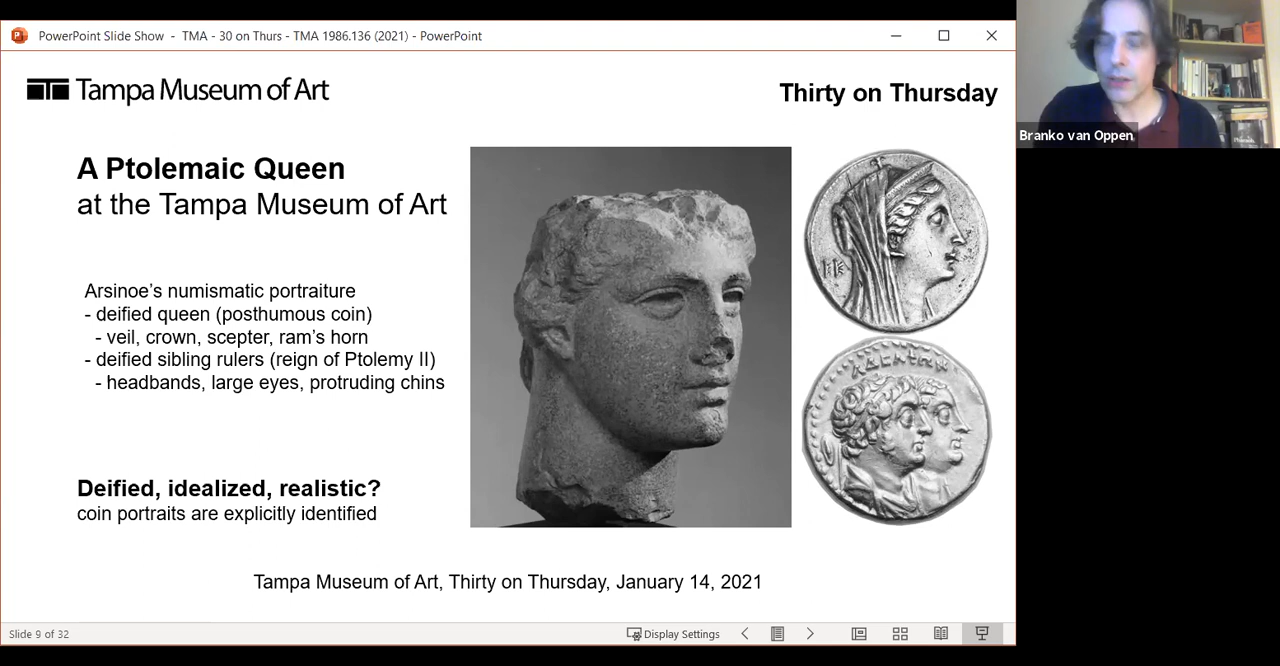 PowerPoint Slide Show - TMA - 30 on Thurs - TMA 1986.136 (2021) - PowerPoint
Branko van Oppen
Tampa Museum of Art
Thirty on Thursday
A Ptolemaic Queen
at the Tampa Museum of Art
Arsinoe’s numismatic portraiture
- deified queen (posthumous coin)
- veil, crown, scepter, ram’s horn
- deified sibling rulers (reign of Ptolemy II)
- headbands, large eyes, protruding chins
Deified, idealized, realistic?
coin portraits are explicitly identified
ΑΔΕΛΦΩΝ
Tampa Museum of Art, Thirty on Thursday, January 14, 2021
Slide 9 of 32
Display Settings